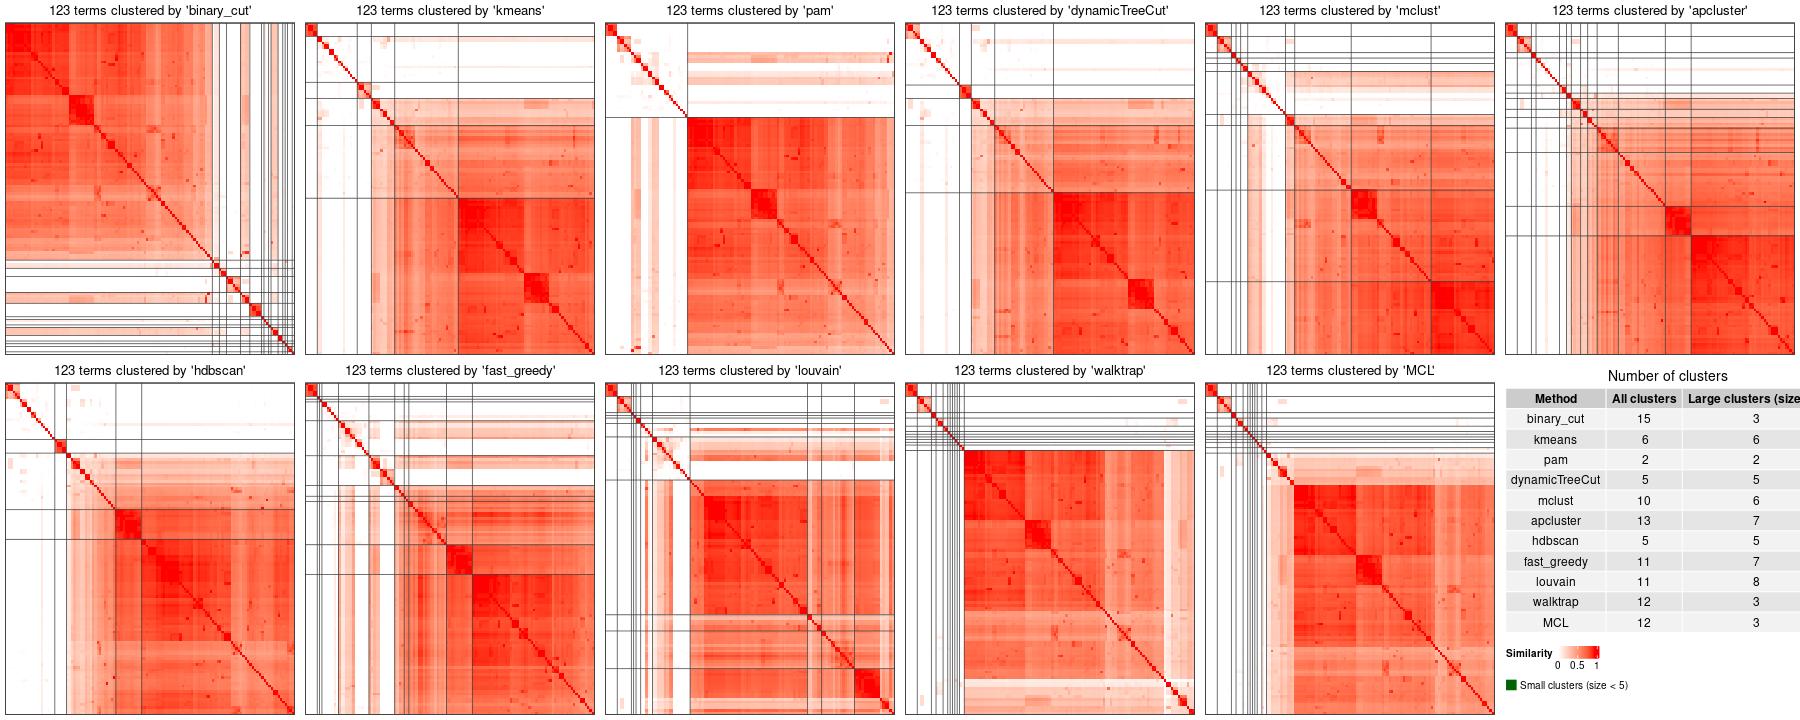 123 terms clustered by 'binary_cut'
123 terms clustered by 'kmeans'
123 terms clustered by 'pam'
123 terms clustered by 'dynamicTreeCut'
123 terms clustered by 'mclust'
123 terms clustered by 'apcluster'
123 terms clustered by 'hdbscan'
123 terms clustered by 'fast_greedy'
123 terms clustered by 'louvain'
123 terms clustered by 'walktrap'
123 terms clustered by 'MCL'
Number of clusters
Method All clusters Large clusters (size
binary_cut 15 3
kmeans 6 6
pam 2 2
dynamicTreeCut 5 5
mclust 10 6
apcluster 13 7
hdbscan 5 5
fast_greedy 11 7
louvain 11 8
walktrap 12 3
MCL 12 3
Similarity
0 0.5 1
Small clusters (size < 5)